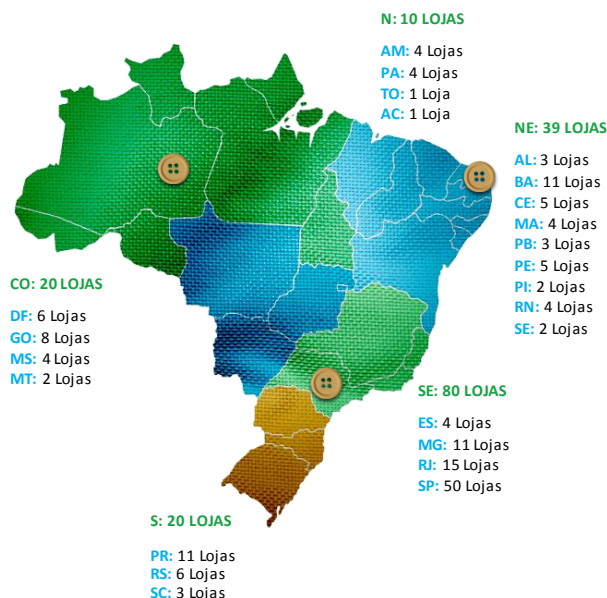 N: 10 LOJAS
AM: 4 Lojas
PA: 4 Lojas
TO: 1 Loja
AC: 1 Loja
NE: 39 LOJAS
AL: 3 Lojas
BA: 11 Lojas
CE: 5 Lojas
MA: 4 Lojas
PB: 3 Lojas
PE: 5 Lojas
PI: 2 Lojas
RN: 4 Lojas
SE: 2 Lojas
CO: 20 LOJAS
DF: 6 Lojas
GO: 8 Lojas
MS: 4 Lojas
MT: 2 Lojas
SE: 80 LOJAS
ES: 4 Lojas
MG: 11 Lojas
RJ: 15 Lojas
SP: 50 Lojas
S: 20 LOJAS
PR: 11 Lojas
RS: 6 Lojas
SC: 3 Lojas